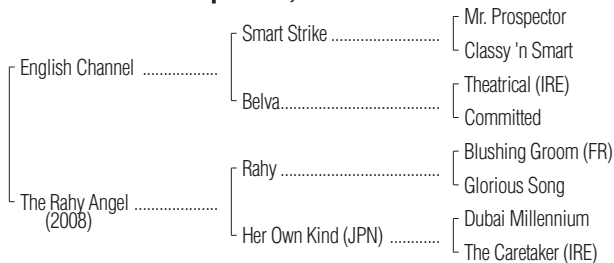 Mr. Prospector
Smart Strike ......................
Classy 'n Smart
English Channel ..................
Theatrical (IRE)
Belva................................
Committed
Blushing Groom (FR)
Rahy .................................
Glorious Song
The Rahy Angel ...................
(2008)
Dubai Millennium
Her Own Kind (JPN) ............
The Caretaker (IRE)